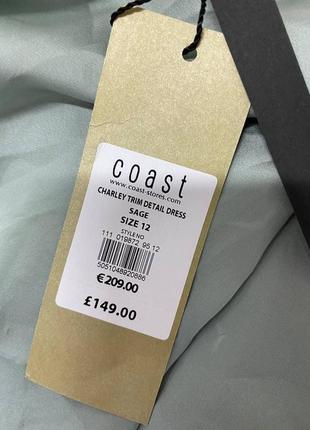 coast
www.coast-stores.com
CHARLEY TRIM DETAIL DRESS
SAGE
SIZE 12
STYLE NO
111 019872 95 12
5051048920886
€209.00
£149.00